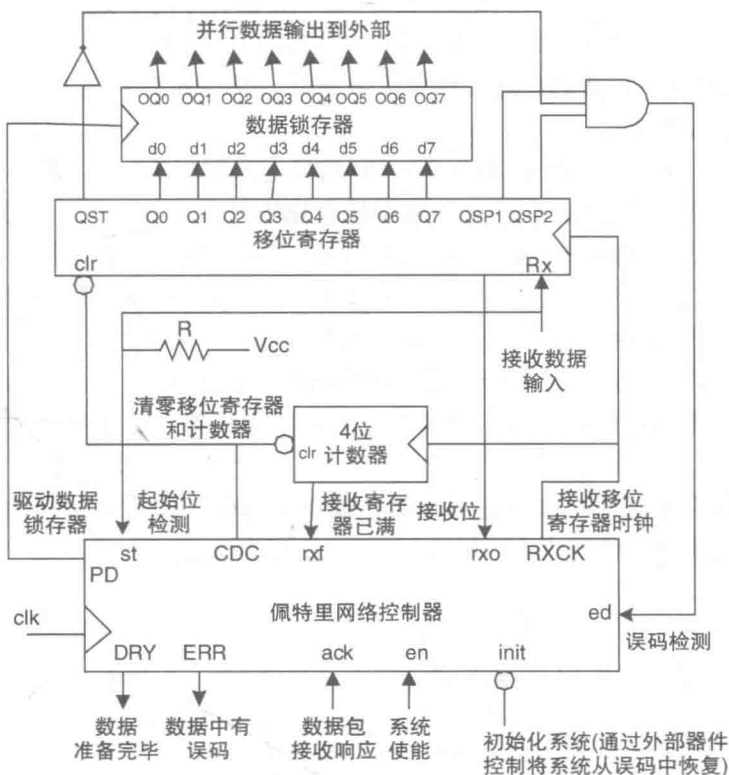 并行数据输出到外部
OQ0 OQ1 OQ2 OQ3 OQ4 OQ5 OQ6 OQ7
数据锁存器
d0 d1 d2 d3 d4 d5 d6 d7
QST Q0 Q1 Q2 Q3 Q4 Q5 Q6 Q7 QSP1 QSP2
移位寄存器
clr
Rx
R
Vcc
接收数据
输入
清零移位寄存器
和计数器
4位
计数器
clr
驱动数据
锁存器
起始位
检测
接收寄存
器已满
接收位
接收移位
寄存器时钟
st CDC rxf rxo RXCK
PD
佩特里网络控制器
clk
ed
误码检测
DRY ERR ack en init
数据
准备完毕
数据中有
误码
数据包
接收响应
系统
使能
初始化系统(通过外部器件
控制将系统从误码中恢复)